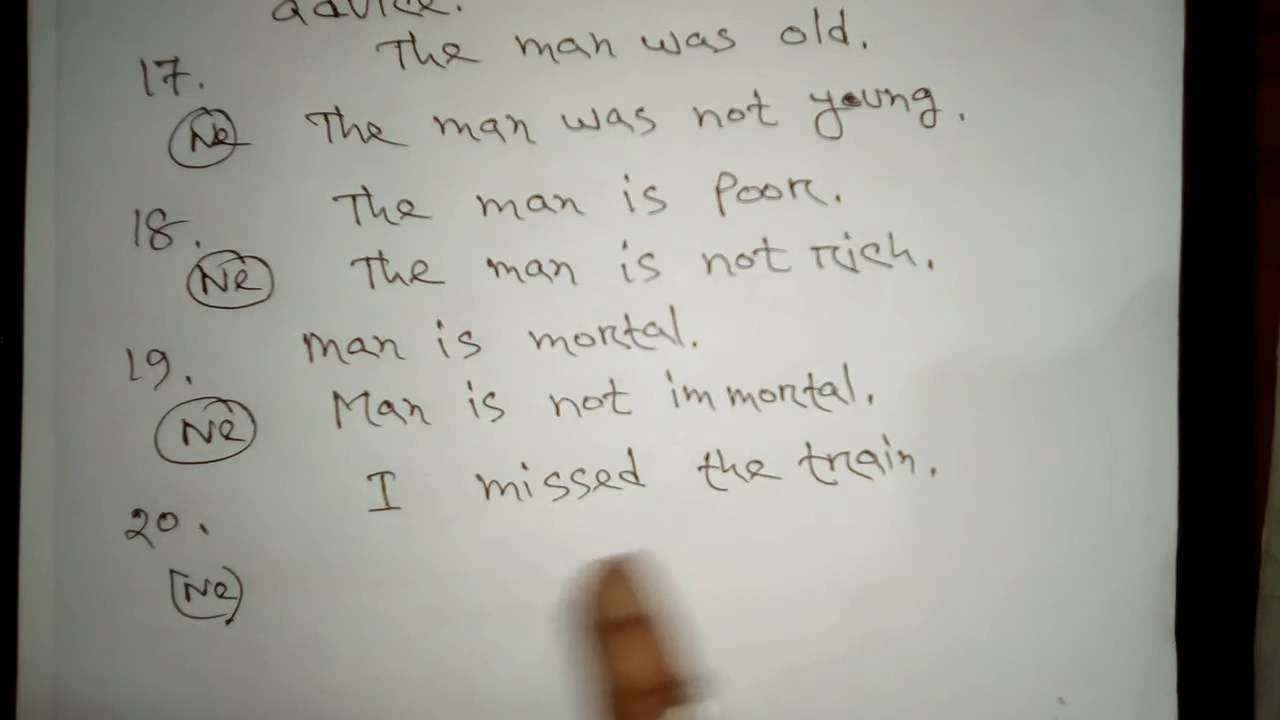 advice.
17. The man was old.
Ne The man was not young.
18. The man is poor.
Ne The man is not rich.
19. Man is mortal.
Ne Man is not immortal.
20. I missed the train.
Ne